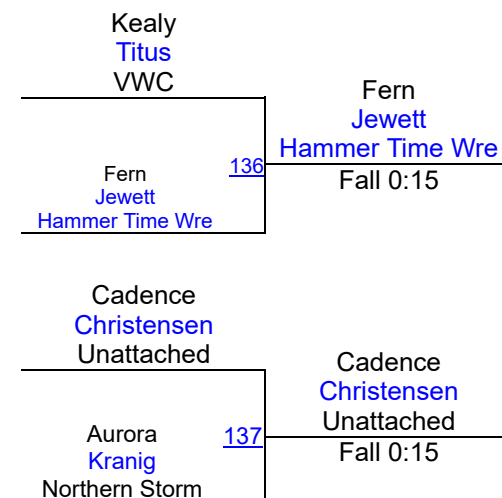 Kealy
Titus
VWC
Fern
Jewett
Hammer Time Wre
136
Fern
Jewett
Hammer Time Wre
Fall 0:15
Cadence
Christensen
Unattached
Aurora
Kranig
Northern Storm
137
Cadence
Christensen
Unattached
Fall 0:15